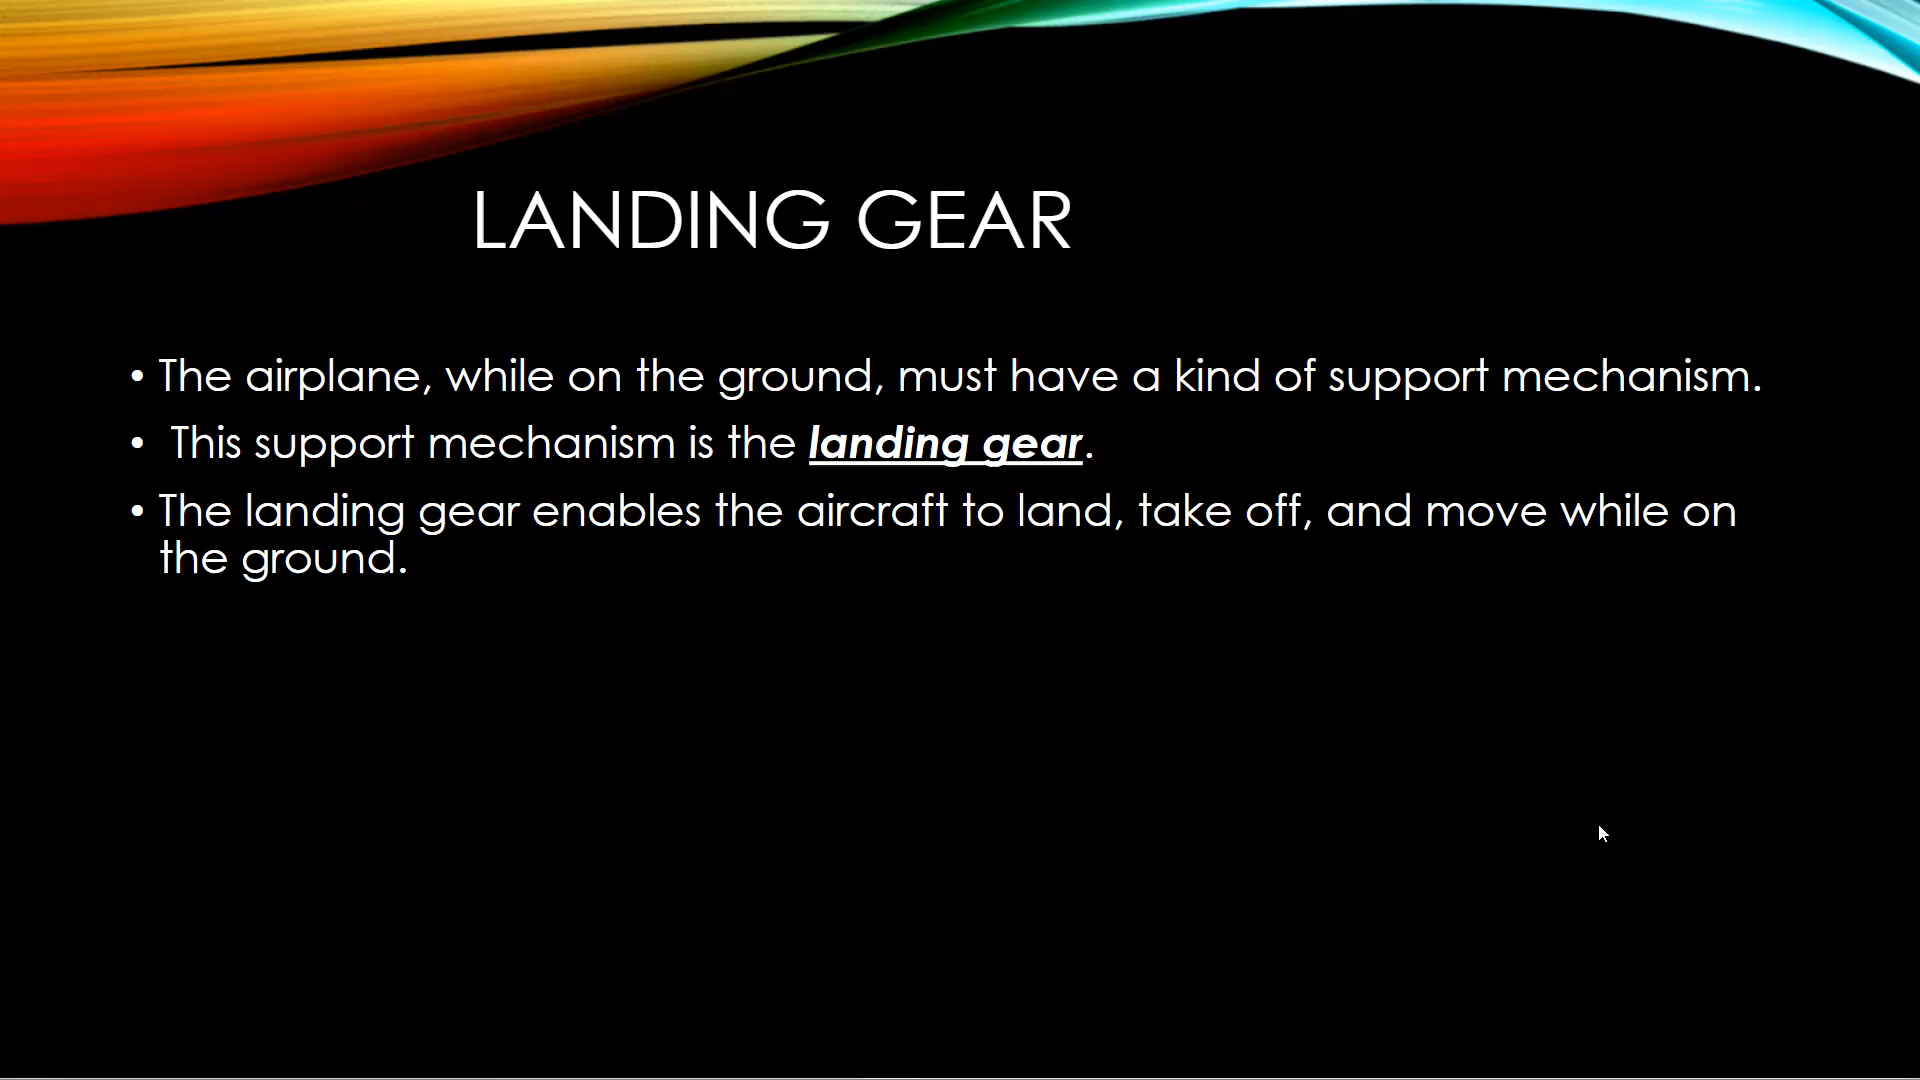 LANDING GEAR
• The airplane, while on the ground, must have a kind of support mechanism.
• This support mechanism is the landing gear.
• The landing gear enables the aircraft to land, take off, and move while on
the ground.